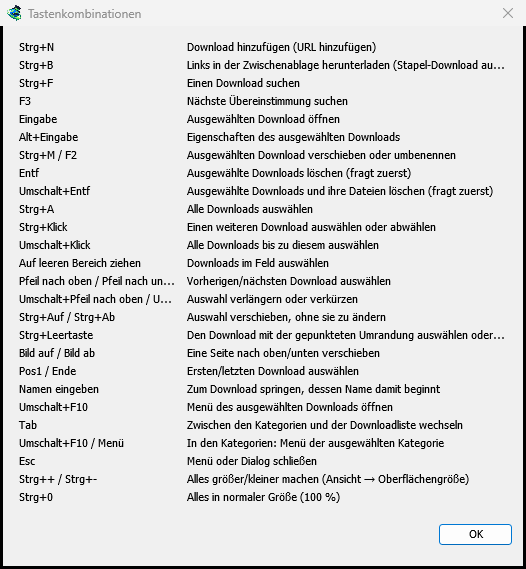 Tastenkombinationen
Strg+N Download hinzufügen (URL hinzufügen)
Strg+B Links in der Zwischenablage herunterladen (Stapel-Download au...
Strg+F Einen Download suchen
F3 Nächste Übereinstimmung suchen
Eingabe Ausgewählten Download öffnen
Alt+Eingabe Eigenschaften des ausgewählten Downloads
Strg+M / F2 Ausgewählten Download verschieben oder umbenennen
Entf Ausgewählte Downloads löschen (fragt zuerst)
Umschalt+Entf Ausgewählte Downloads und ihre Dateien löschen (fragt zuerst)
Strg+A Alle Downloads auswählen
Strg+Klick Einen weiteren Download auswählen oder abwählen
Umschalt+Klick Alle Downloads bis zu diesem auswählen
Auf leeren Bereich ziehen Downloads im Feld auswählen
Pfeil nach oben / Pfeil nach un... Vorherigen/nächsten Download auswählen
Umschalt+Pfeil nach oben / U... Auswahl verlängern oder verkürzen
Strg+Auf / Strg+Ab Auswahl verschieben, ohne sie zu ändern
Strg+Leertaste Den Download mit der gepunkteten Umrandung auswählen oder...
Bild auf / Bild ab Eine Seite nach oben/unten verschieben
Pos1 / Ende Ersten/letzten Download auswählen
Namen eingeben Zum Download springen, dessen Name damit beginnt
Umschalt+F10 Menü des ausgewählten Downloads öffnen
Tab Zwischen den Kategorien und der Downloadliste wechseln
Umschalt+F10 / Menü In den Kategorien: Menü der ausgewählten Kategorie
Esc Menü oder Dialog schließen
Strg++ / Strg+- Alles größer/kleiner machen (Ansicht → Oberflächengröße)
Strg+0 Alles in normaler Größe (100 %)
OK